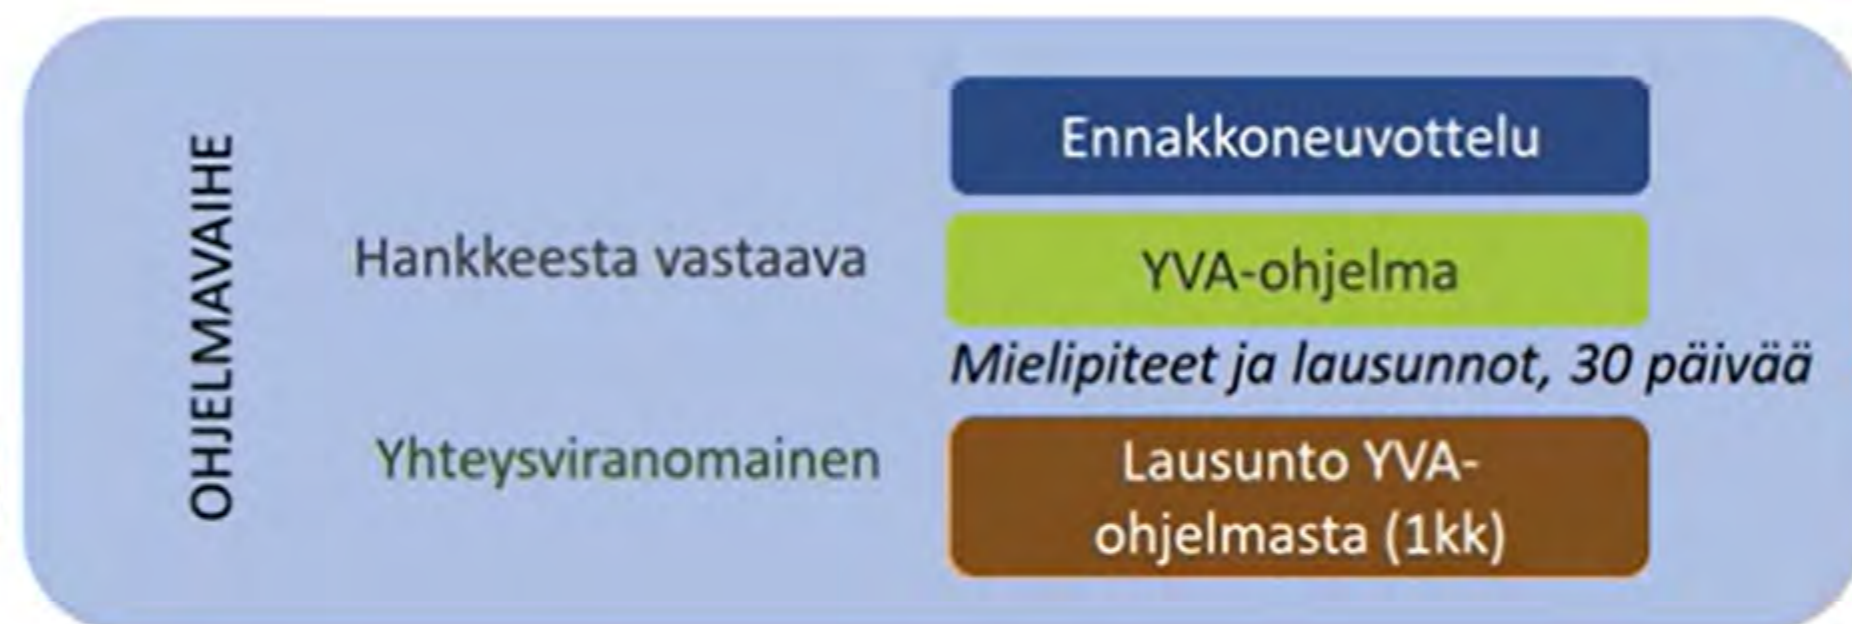 OHJELMAVAIHE
Ennakkoneuvottelu
Hankkeesta vastaava
YVA-ohjelma
Mielipiteet ja lausunnot, 30 päivää
Yhteysviranomainen
Lausunto YVA-
ohjelmasta (1kk)